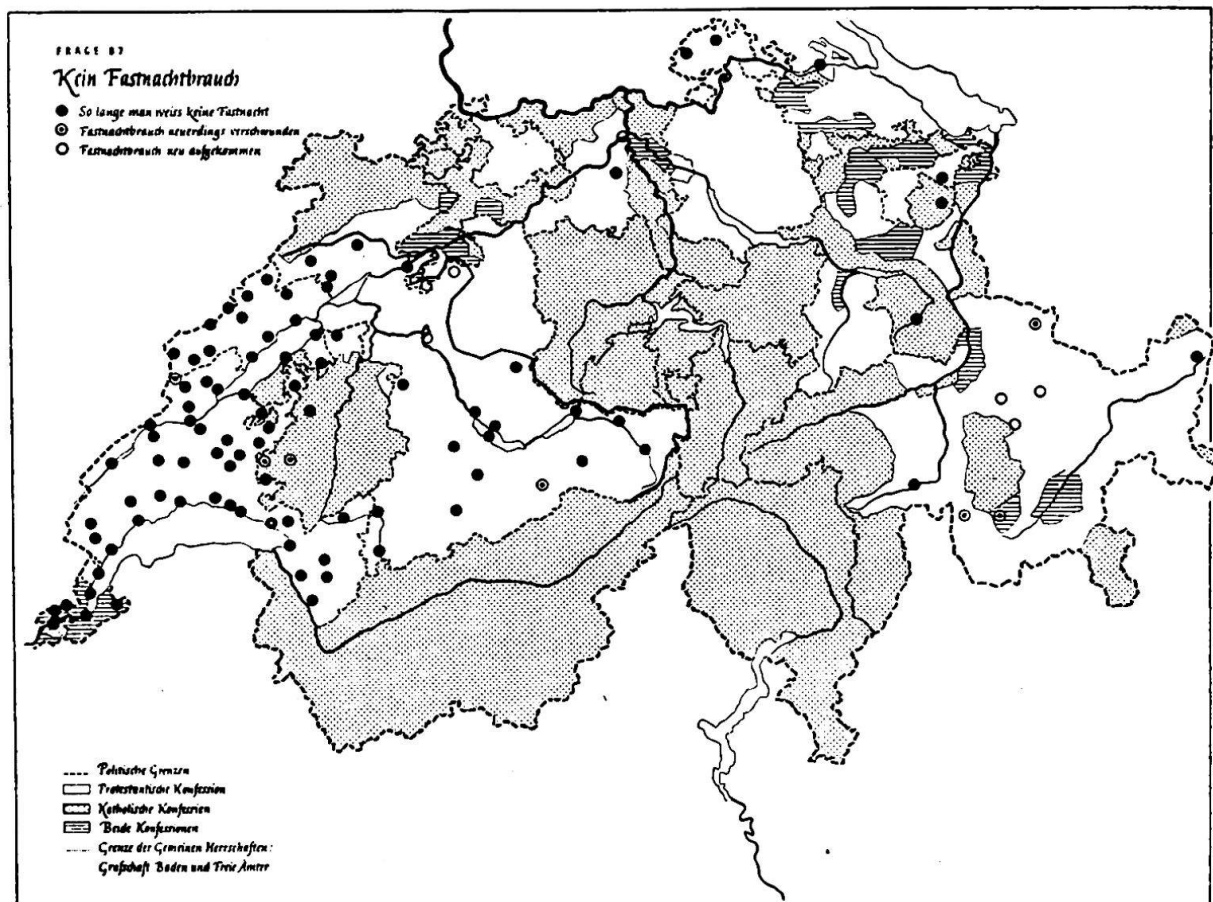 FRAGE 87
Kein Fastnachtbrauch
So lange man weiss keine Fastnacht
Fastnachtbrauch neuerdings verschwunden
Fastnachtbrauch neu aufgekommen
Politische Grenzen
Protestantische Konfession
Katholische Konfession
Beide Konfessionen
Grenze der Gemeinen Herrschaften:
Grafschaft Baden und Freie Ämter